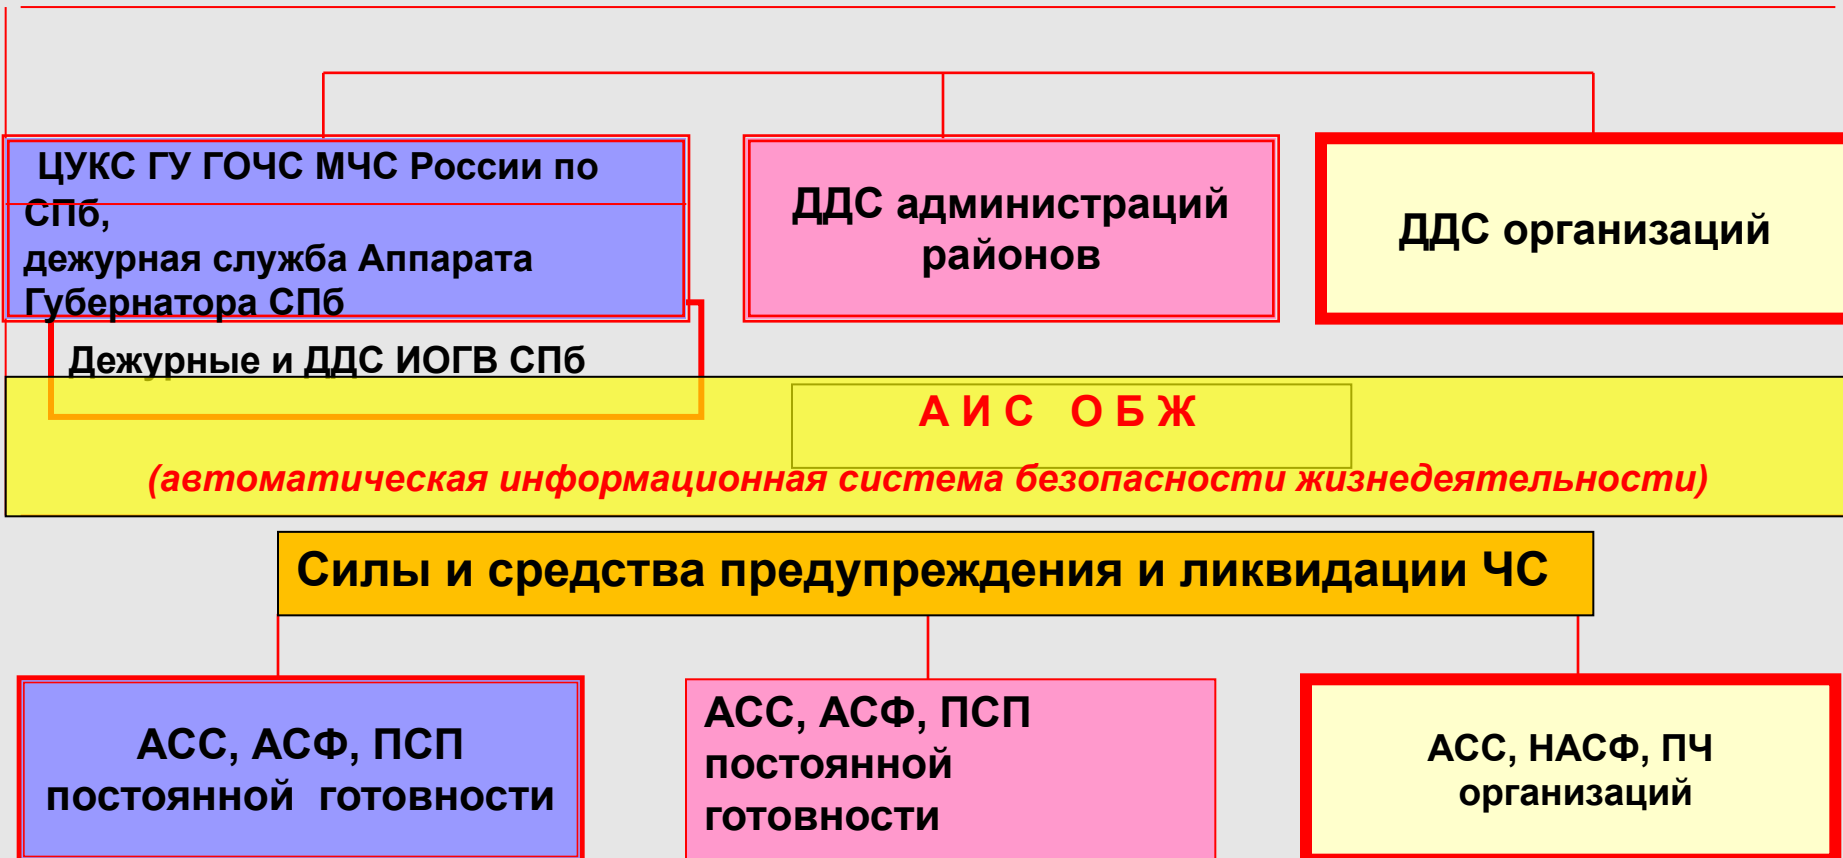 ЦУКС ГУ ГОЧС МЧС России по
СПб,
дежурная служба Аппарата
Губернатора СПб
Дежурные и ДДС ИОГВ СПб
ДДС администраций
районов
ДДС организаций
А И С О Б Ж
(автоматическая информационная система безопасности жизнедеятельности)
Силы и средства предупреждения и ликвидации ЧС
АСС, АСФ, ПСП
постоянной готовности
АСС, АСФ, ПСП
постоянной
готовности
АСС, НАСФ, ПЧ
организаций